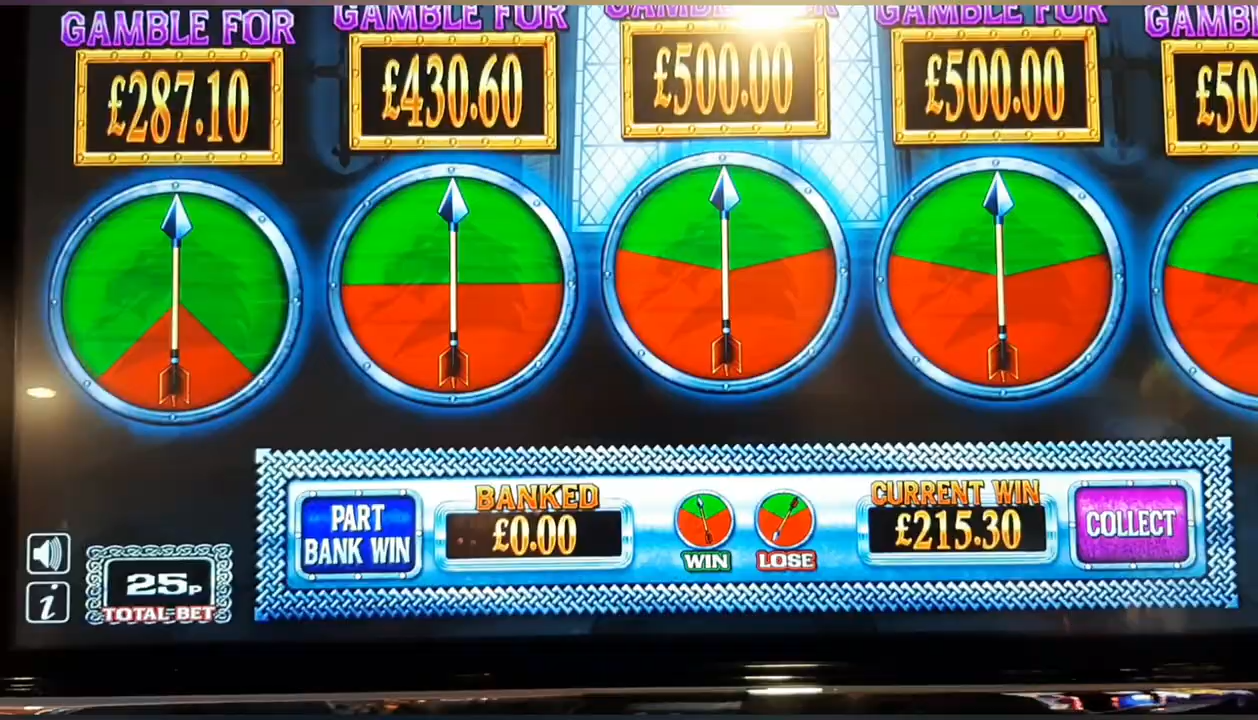 GAMBLE FOR
GAMBLE FOR
GAMBLE FOR
GAMBLE FOR
£287.10
£430.60
£500.00
£500.00
PART
BANK WIN
BANKED
£0.00
WIN
LOSE
CURRENT WIN
£215.30
COLLECT
i
25P
TOTAL BET